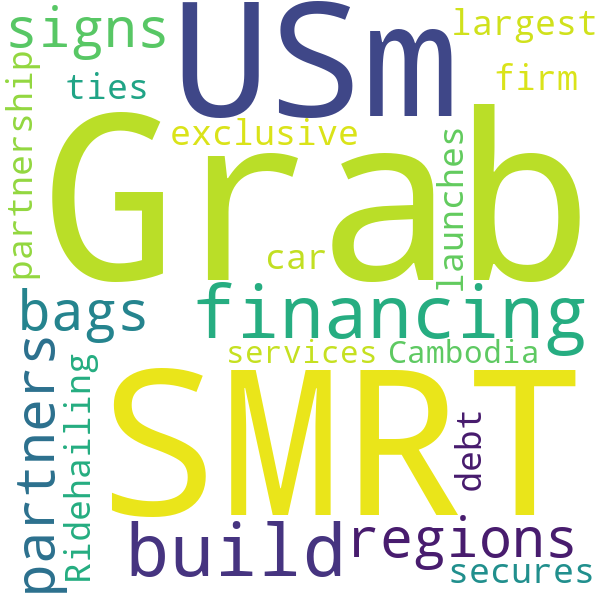 signs
USm
largest
partnership
ties
firm
exclusive
Grab
launches
car
bags
financing
services
Cambodia
partners
Ridehailing
SMRT
debt
build
regions
secures